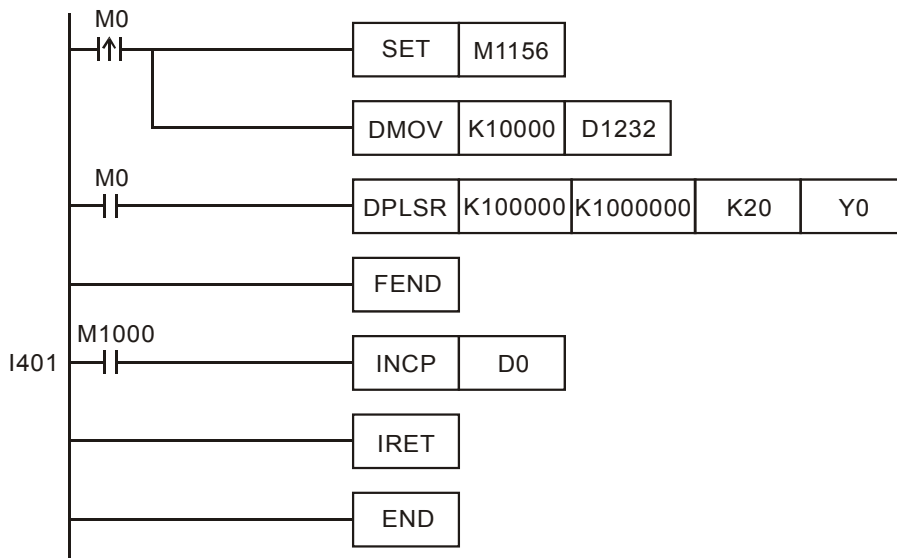 M0
SET M1156
DMOV K10000 D1232
M0
DPLSR K100000 K1000000 K20 Y0
FEND
M1000
I401 INCP D0
IRET
END